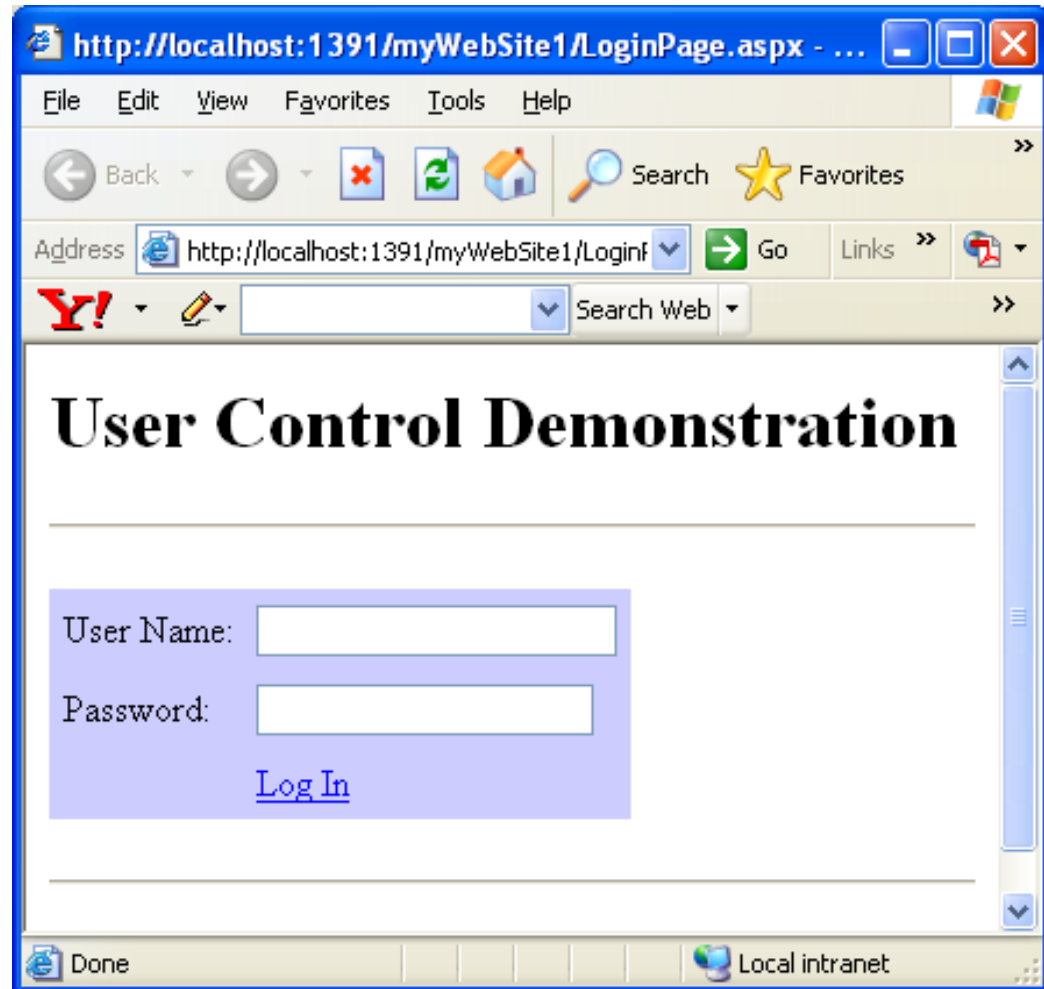 http://localhost:1391/myWebSite1/LoginPage.aspx - ...
File Edit View Favorites Tools Help
Back Search Favorites »
Address http://localhost:1391/myWebSite1/Login Go Links »
Y! Search Web »
User Control Demonstration
User Name:
Password:
Log In
Done Local intranet